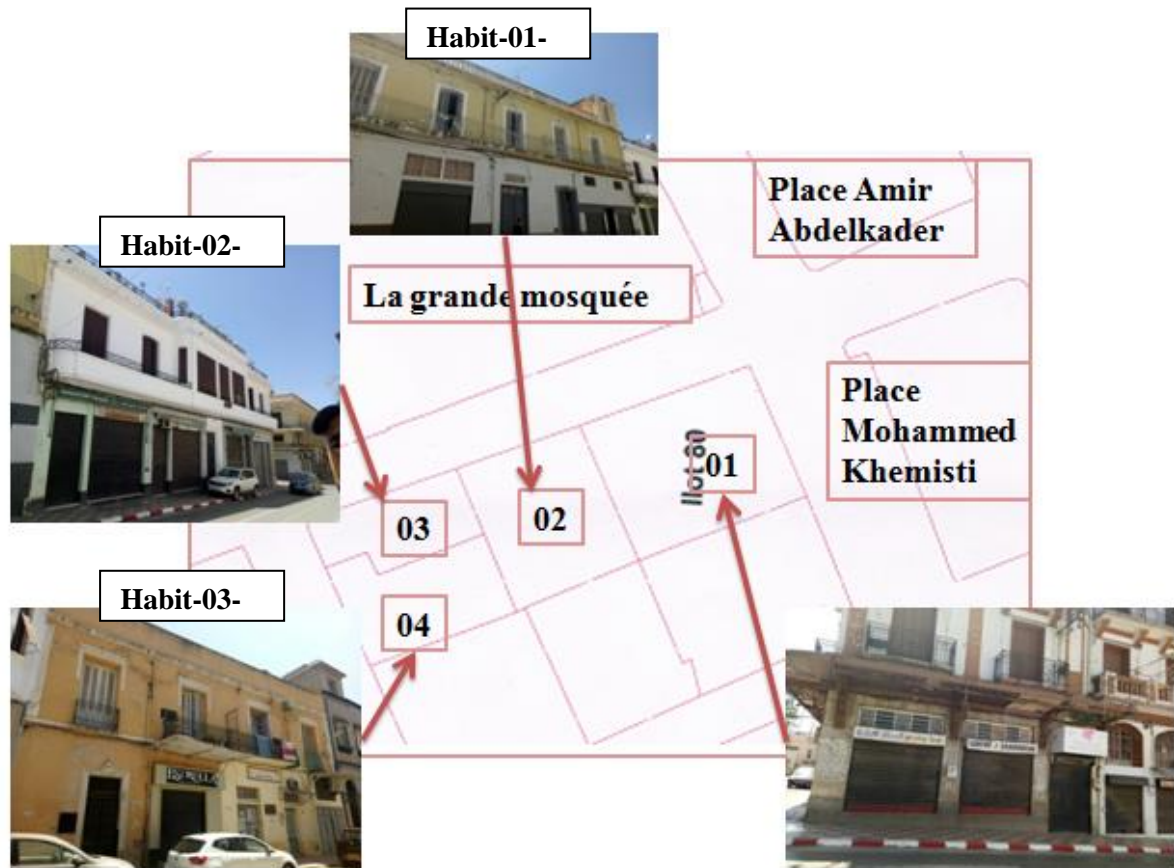 Habit-01-
Place Amir
Abdelkader
Habit-02-
La grande mosquée
Place
Mohammed
Khemisti
Ilot 80
01
02
03
Habit-03-
04